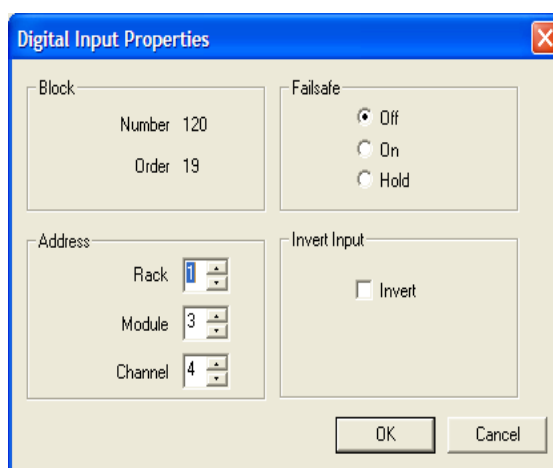 Digital Input Properties
Block
Number 120
Order 19
Failsafe
Off
On
Hold
Address
Rack 1
Module 3
Channel 4
Invert Input
Invert
OK
Cancel